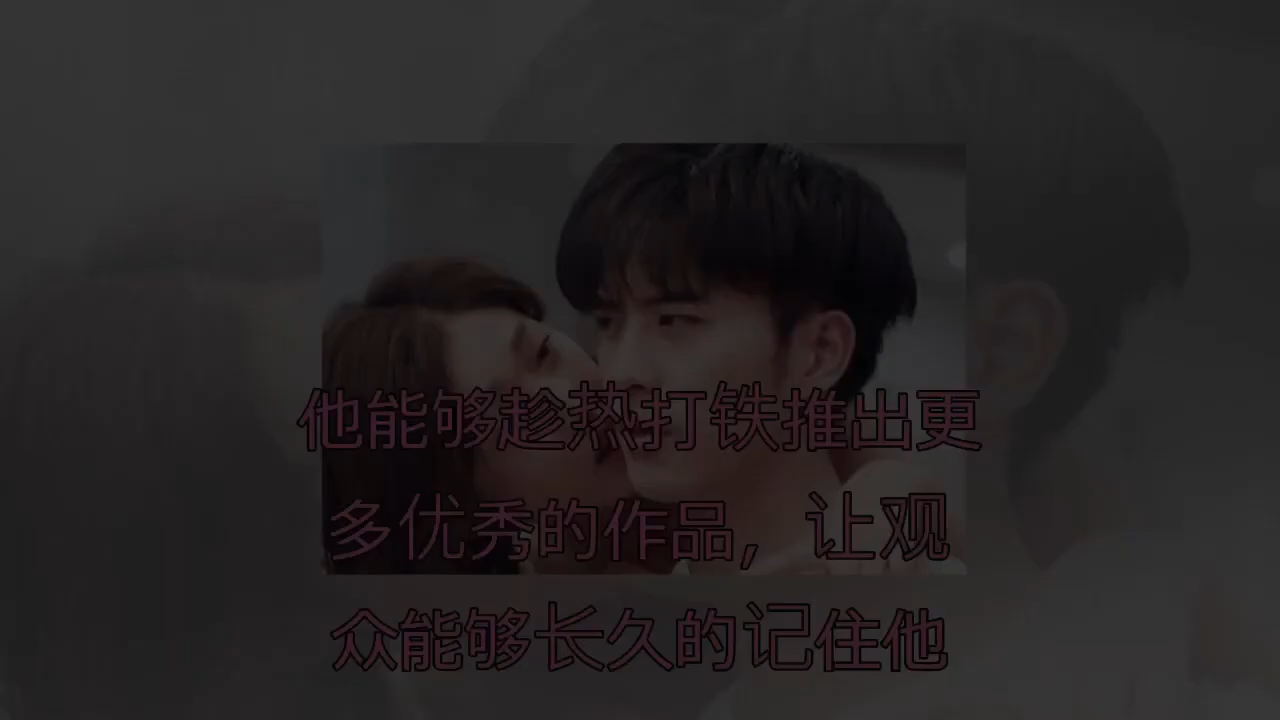 他能够趁热打铁推出更
多优秀的作品，让观
众能够长久的记住他